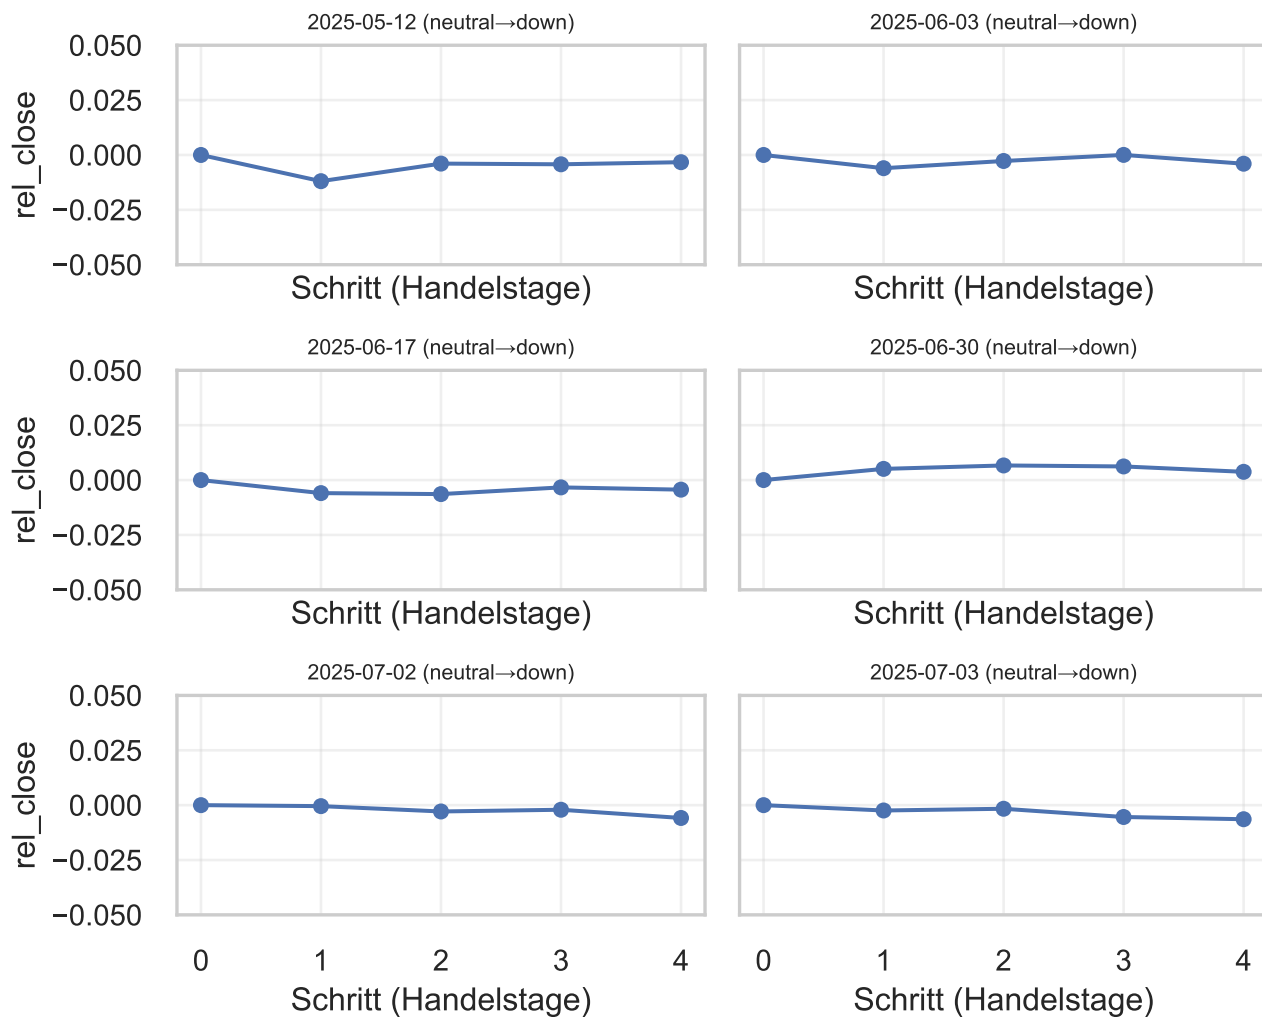 2025-05-12 (neutral→down)
2025-06-03 (neutral→down)
0.050
0.025
0.000
−0.025
−0.050
rel_close
Schritt (Handelstage)
Schritt (Handelstage)
2025-06-17 (neutral→down)
2025-06-30 (neutral→down)
0.050
0.025
0.000
−0.025
−0.050
rel_close
Schritt (Handelstage)
Schritt (Handelstage)
2025-07-02 (neutral→down)
2025-07-03 (neutral→down)
0.050
0.025
0.000
−0.025
−0.050
rel_close
0 1 2 3 4
0 1 2 3 4
Schritt (Handelstage)
Schritt (Handelstage)